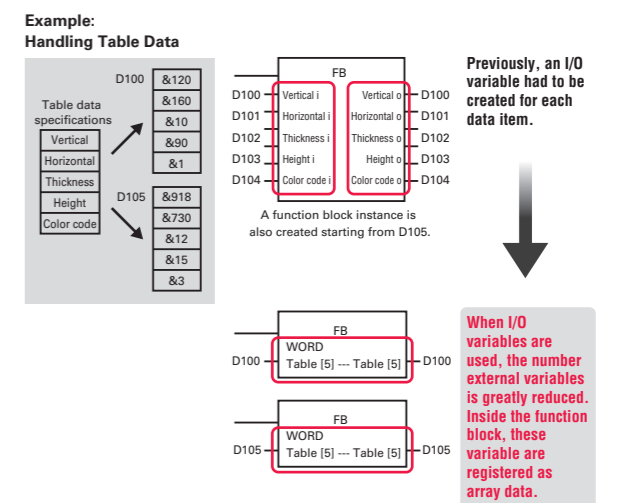 Example:
Handling Table Data
Table data
specifications
Vertical
Horizontal
Thickness
Height
Color code
D100
&120
&160
&10
&90
&1
D105
&918
&730
&12
&15
&3
FB
D100 Vertical i Vertical o D100
D101 Horizontal i Horizontal o D101
D102 Thickness i Thickness o D102
D103 Height i Height o D103
D104 Color code i Color code o D104
A function block instance is
also created starting from D105.
Previously, an I/O
variable had to be
created for each
data item.
FB
WORD
D100 Table [5] --- Table [5] D100
FB
WORD
D105 Table [5] --- Table [5] D105
When I/O
variables are
used, the number
external variables
is greatly reduced.
Inside the function
block, these
variable are
registered as
array data.